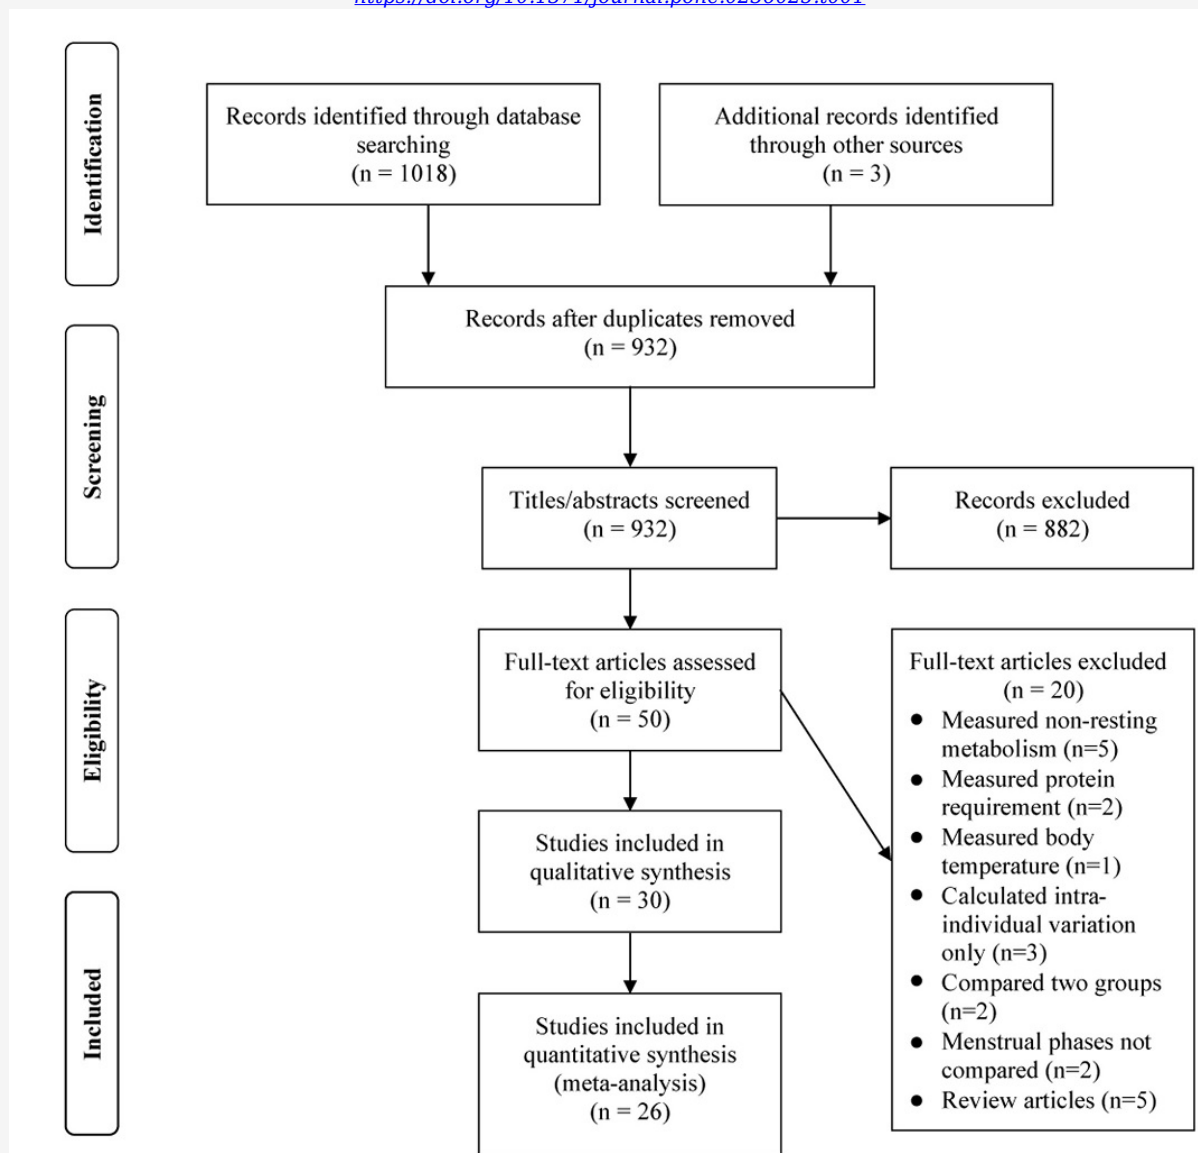 Identification
Records identified through database
searching
(n = 1018)
Additional records identified
through other sources
(n = 3)
Records after duplicates removed
(n = 932)
Screening
Titles/abstracts screened
(n = 932)
Records excluded
(n = 882)
Eligibility
Full-text articles assessed
for eligibility
(n = 50)
Full-text articles excluded
(n = 20)
● Measured non-resting
metabolism (n=5)
● Measured protein
requirement (n=2)
● Measured body
temperature (n=1)
● Calculated intra-
individual variation
only (n=3)
● Compared two groups
(n=2)
● Menstrual phases not
compared (n=2)
● Review articles (n=5)
Studies included in
qualitative synthesis
(n = 30)
Included
Studies included in
quantitative synthesis
(meta-analysis)
(n = 26)